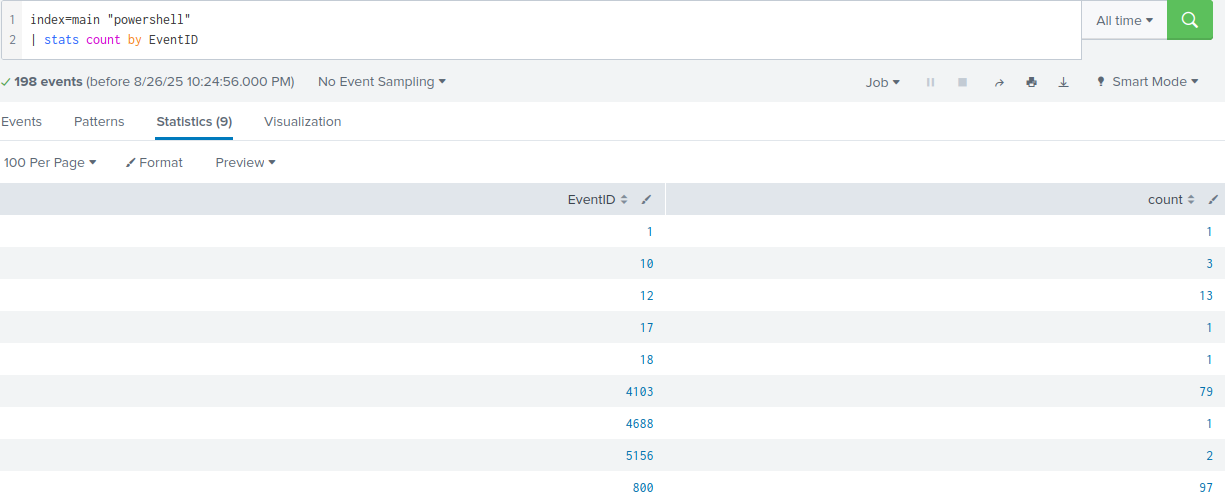 1 index=main "powershell" All time
2 | stats count by EventID
198 events (before 8/26/25 10:24:56.000 PM) No Event Sampling Job Smart Mode
Events Patterns Statistics (9) Visualization
100 Per Page Format Preview
EventID count
1 1
10 3
12 13
17 1
18 1
4103 79
4688 1
5156 2
800 97